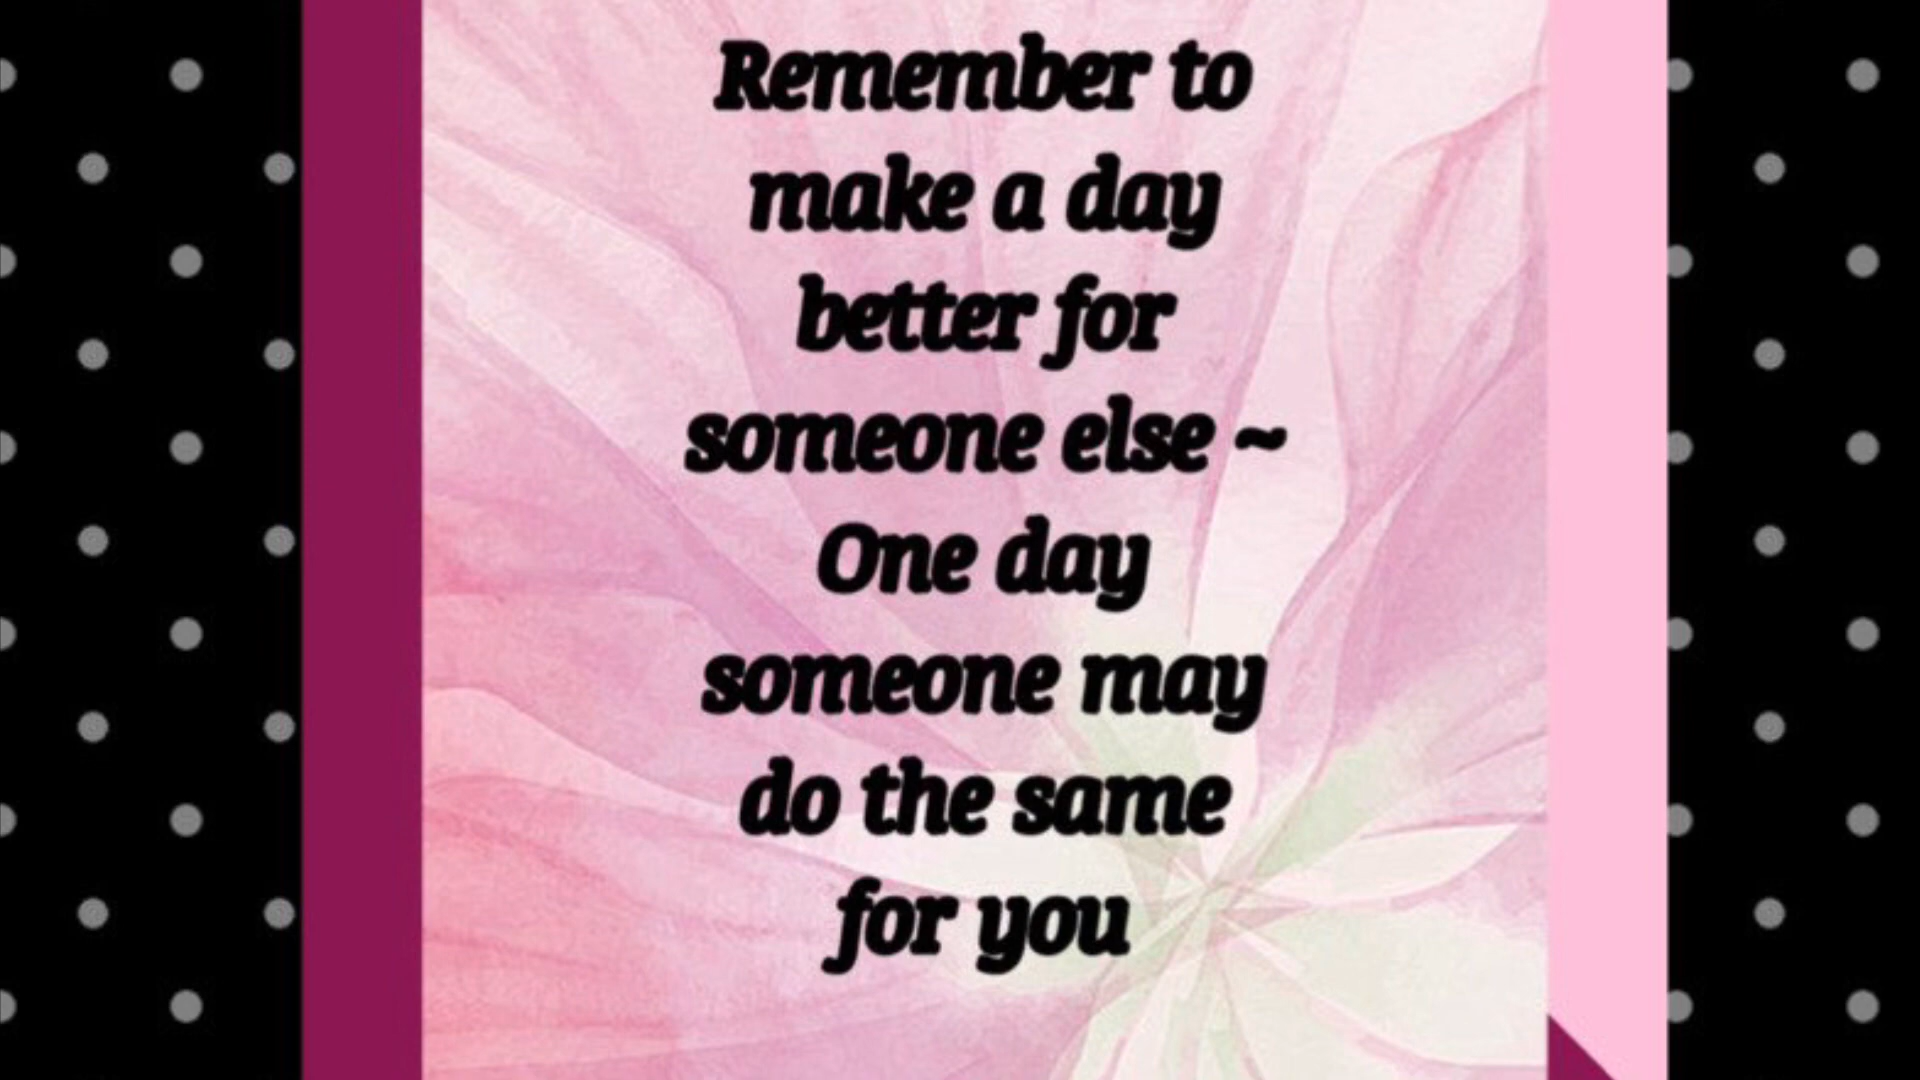 Remember to
make a day
better for
someone else ~
One day
someone may
do the same
for you